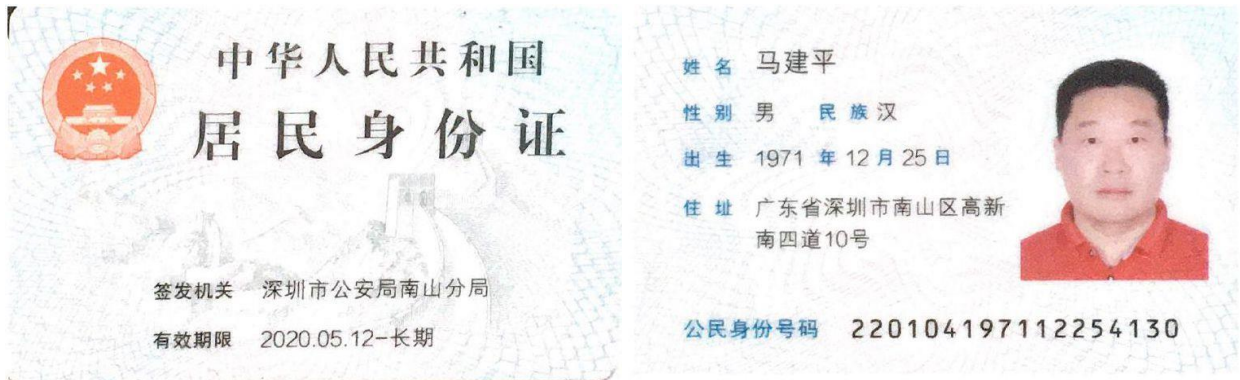 中华人民共和国
居民身份证
签发机关 深圳市公安局南山分局
有效期限 2020.05.12-长期
姓名 马建平
性别 男 民族 汉
出生 1971 年 12 月 25 日
住址 广东省深圳市南山区高新
南四道10号
公民身份号码 220104197112254130